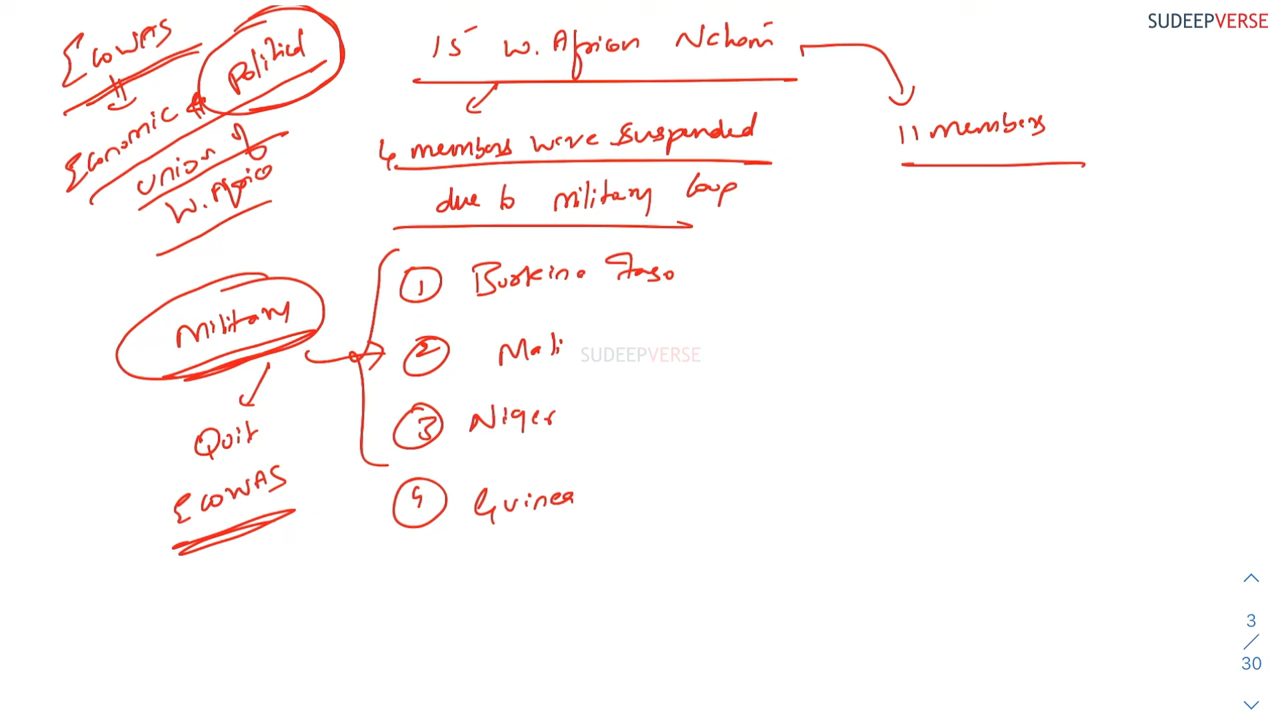 SUDEEPVERSE
ECOWAS
Economic & Political
Union of
W. Africa
15 W. African Nations
11 members
4 members were suspended
due to military Coup
1 Burkina Faso
2 Mali
SUDEEPVERSE
3 Niger
4 Guinea
Military
Quit
ECOWAS
3
/
30